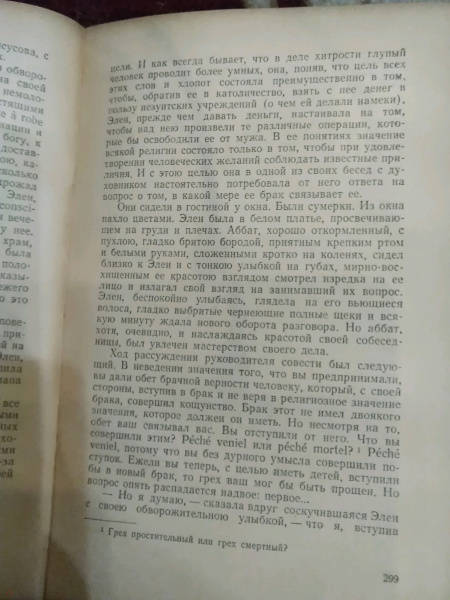 цели. И как всегда бывает, что в деле хитрости глупый
человек проводит более умных, она, поняв, что цель всех
этих слов и хлопот состояла преимущественно в том,
чтобы, обратив ее в католичество, взять с нее денег в
пользу иезуитских учреждений (о чем ей делали намеки),
Элен, прежде чем давать деньги, настаивала на том,
чтобы над нею произвели те различные операции, кото-
рые бы освободили ее от мужа. В ее понятиях значение
всякой религии состояло только в том, чтобы при удовле-
творении человеческих желаний соблюдать известные при-
личия. И с этою целью она в одной из своих бесед с ду-
ховником настоятельно потребовала от него ответа на
вопрос о том, в какой мере ее брак связывает ее.
Они сидели в гостиной у окна. Были сумерки. Из окна
пахло цветами. Элен была в белом платье, просвечиваю-
щем на груди и плечах. Аббат, хорошо откормленный, с
пухлою, гладко бритою бородой, приятным крепким ртом
и белыми руками, сложенными кротко на коленях, сидел
близко к Элен и с тонкою улыбкой на губах, мирно-вос-
хищенным ее красотою взглядом смотрел изредка на ее
лицо и излагал свой взгляд на занимавший их вопрос.
Элен, беспокойно улыбаясь, глядела на его вьющиеся
волоса, гладко выбритые чернеющие полные щеки и вся-
кую минуту ждала нового оборота разговора. Но аббат,
хотя, очевидно, и наслаждаясь красотой своей собесед-
ницы, был увлечен мастерством своего дела.
Ход рассуждении руководителя совести был следую-
щий. В неведении значения того, что вы предпринимали,
вы дали обет брачной верности человеку, который, с своей
стороны, вступив в брак и не веря в религиозное значение
брака, совершил кощунство. Брак этот не имел двоякого
значения, которое должен он иметь. Но несмотря на то,
обет ваш связывал вас. Вы отступили от него. Что вы
совершили этим? Péché veniel или péché mortel? ¹ Péché
veniel, потому что вы без дурного умысла совершили по-
ступок. Ежели вы теперь, с целью иметь детей, вступили
бы в новый брак, то грех ваш мог бы быть прощен. Но
вопрос опять распадается надвое: первое...
— Но я думаю, — сказала вдруг соскучившаяся Элен
с своею обворожительною улыбкой, — что я, вступив
¹ Грех простительный или грех смертный?
299